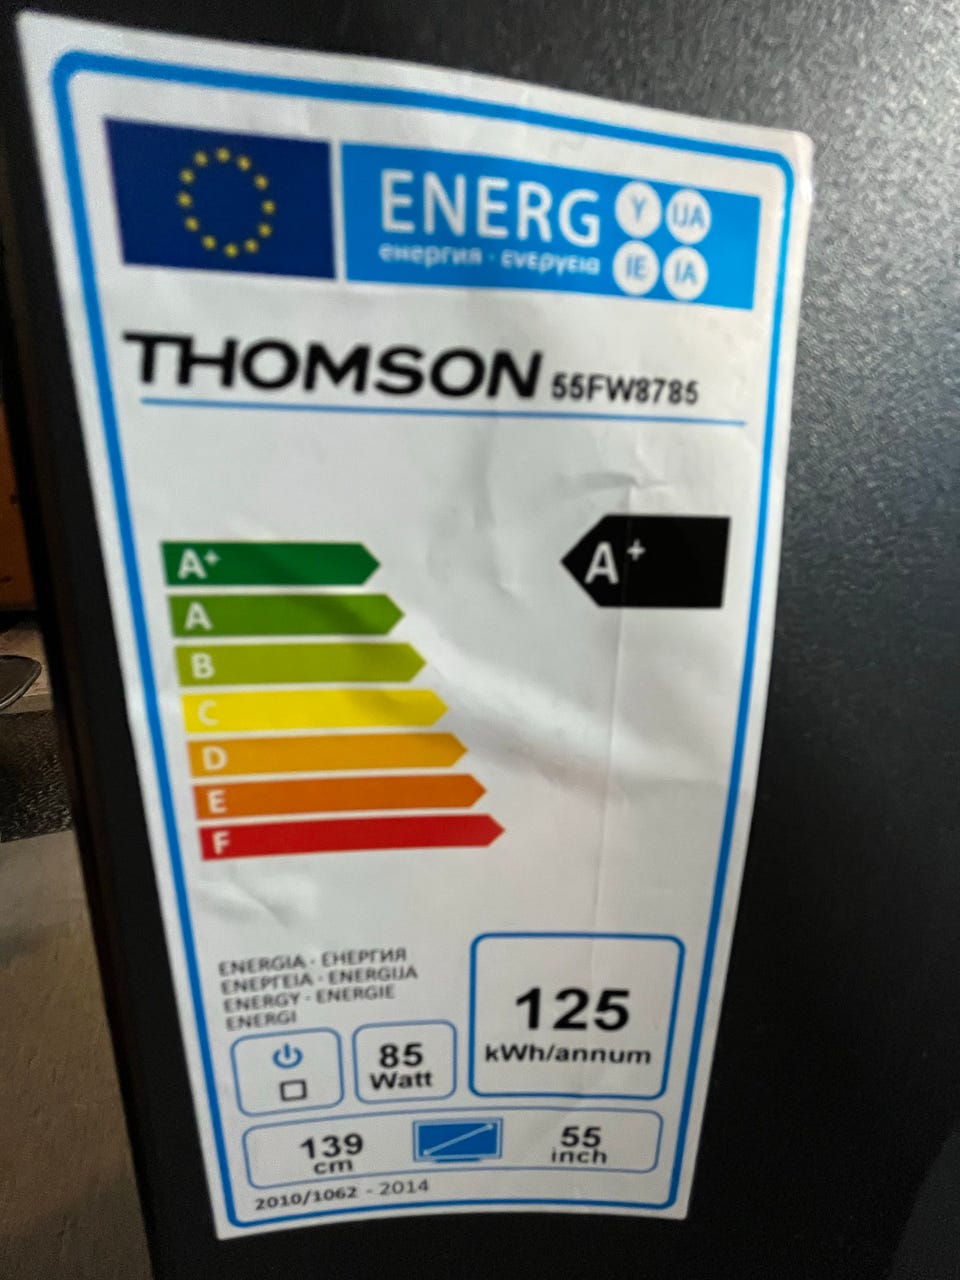 ENERG Y UA
енергия · ενεργεια IE IA
THOMSON 55FW8785
A+
A+
A
B
C
D
E
F
ENERGIA · ЕНЕРГИЯ
ΕΝΕΡΓΕΙΑ · ENERGIJA
ENERGY · ENERGIE
ENERGI
125
kWh/annum
85
Watt
139
cm
55
inch
2010/1062 - 2014